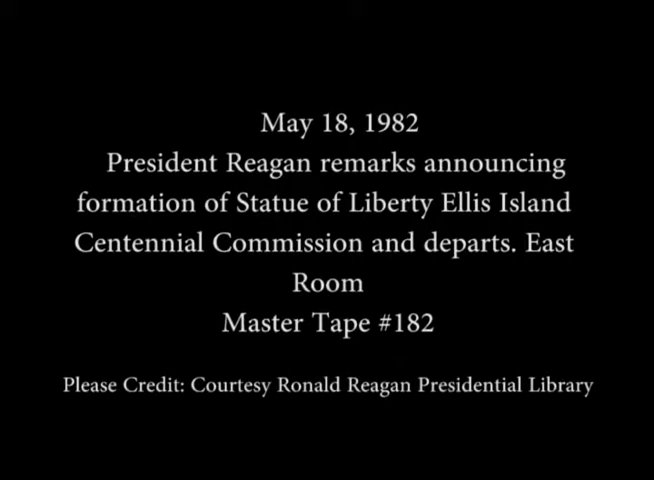 May 18, 1982
President Reagan remarks announcing
formation of Statue of Liberty Ellis Island
Centennial Commission and departs. East
Room
Master Tape #182
Please Credit: Courtesy Ronald Reagan Presidential Library